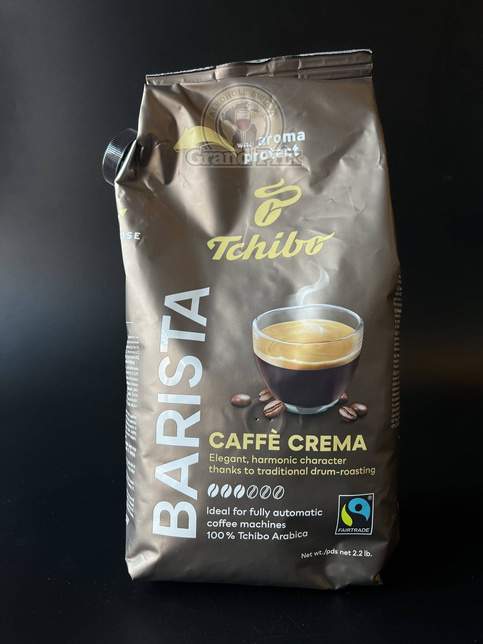 with aroma
protect
Tchibo
BARISTA
CAFFÈ CREMA
Elegant, harmonic character
thanks to traditional drum-roasting
Ideal for fully automatic
coffee machines
100 % Tchibo Arabica
FAIRTRADE
Net wt./pds net 2.2 lb.